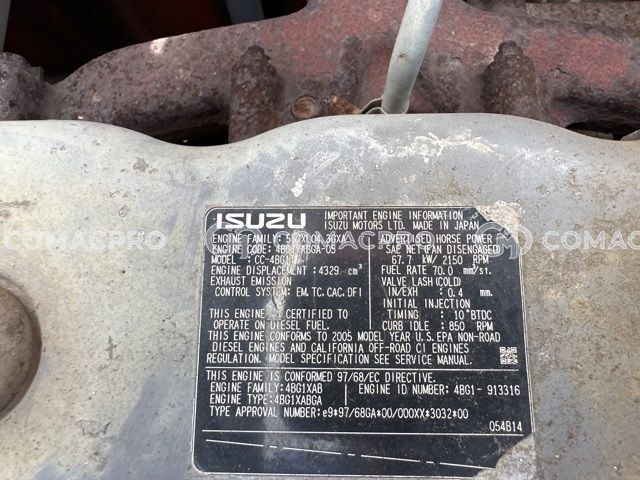 COMACPRO
ISUZU
IMPORTANT ENGINE INFORMATION
ISUZU MOTORS LTD. MADE IN JAPAN
ENGINE FAMILY:
ENGINE CODE: 4BG1XABGA-05
MODEL : CC-4BG1T
ENGINE DISPLACEMENT :4329 cm³
EXHAUST EMISSION
CONTROL SYSTEM: EM, TC, CAC, DFI
THIS ENGINE IS CERTIFIED TO
OPERATE ON DIESEL FUEL.
ADVERTISED HORSE POWER
SAE NET(FAN DISABLED)
67.7 kW/ 2150 RPM
FUEL RATE 70.0 mm³/st.
VALVE LASH (COLD)
IN/EXH : 0.4 mm.
INITIAL INJECTION
TIMING : 10°BTDC
CURB IDLE : 850 RPM
THIS ENGINE CONFORMS TO 2005 MODEL YEAR U.S.EPA NON-ROAD
DIESEL ENGINES AND CALIFORNIA OFF-ROAD CI ENGINES
REGULATION. MODEL SPECIFICATION SEE SERVICE MANUAL.
THIS ENGINE IS CONFORMED 97/68/EC DIRECTIVE.
ENGINE FAMILY:4BG1XAB
ENGINE ID NUMBER: 4BG1- 913316
ENGINE TYPE:4BG1XABGA
TYPE APPROVAL NUMBER:e9*97/68GA*00/000XX*3032*00
054B14